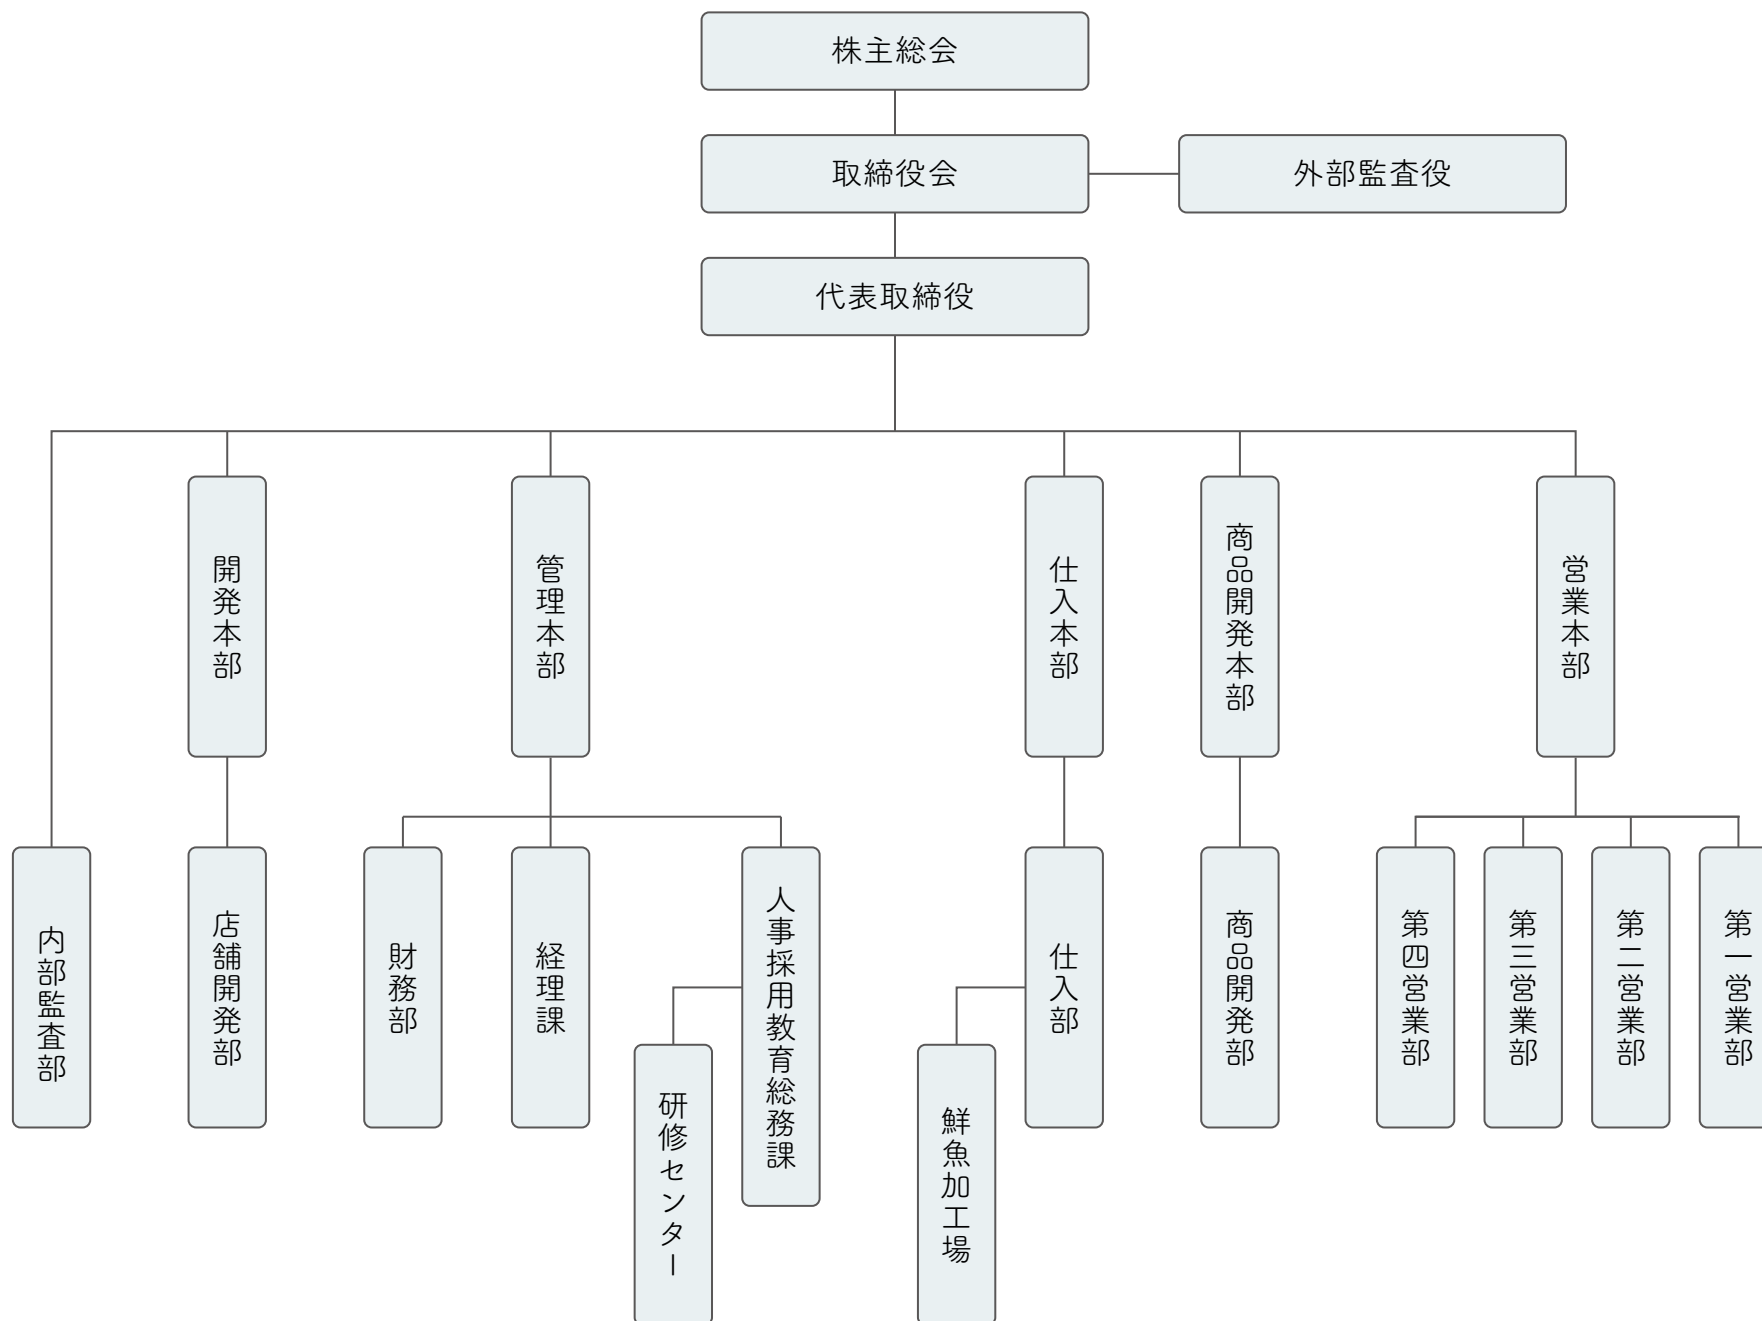 株主総会
取締役会
外部監査役
代表取締役
開発本部
管理本部
仕入本部
商品開発本部
営業本部
内部監査部
店舗開発部
財務部
経理課
人事採用教育総務課
研修センター
仕入部
鮮魚加工場
商品開発部
第四営業部
第三営業部
第二営業部
第一営業部